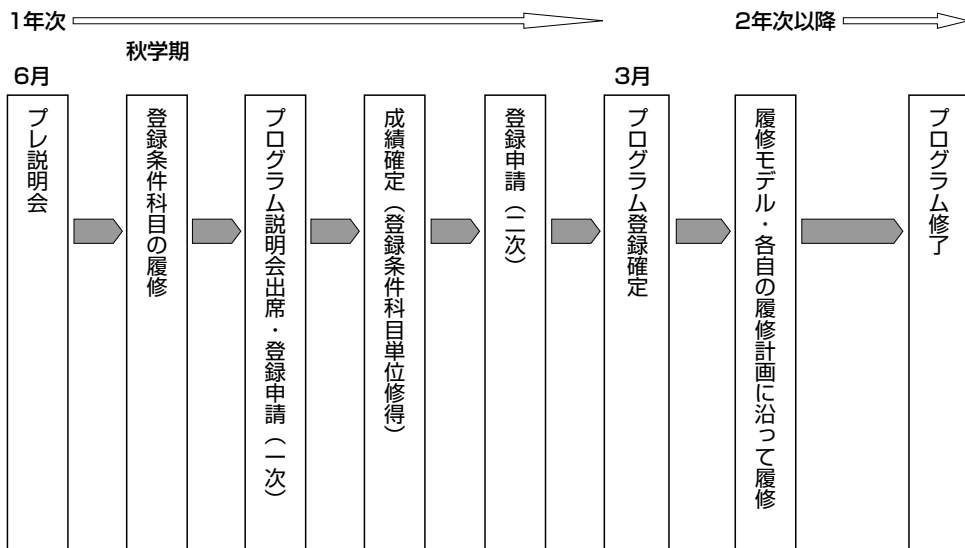 1年次
2年次以降
秋学期
6月
3月
プレ説明会
登録条件科目の履修
プログラム説明会出席・登録申請（一次）
成績確定（登録条件科目単位修得）
登録申請（二次）
プログラム登録確定
履修モデル・各自の履修計画に沿って履修
プログラム修了